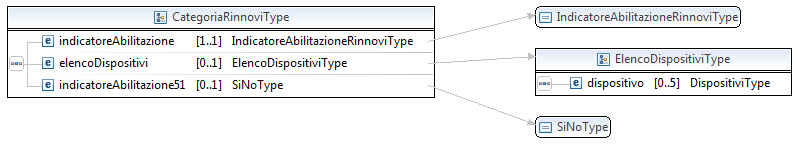 CategoriaRinnoviType
indicatoreAbilitazione [1..1] IndicatoreAbilitazioneRinnoviType
elencoDispositivi [0..1] ElencoDispositiviType
indicatoreAbilitazione51 [0..1] SiNoType
IndicatoreAbilitazioneRinnoviType
ElencoDispositiviType
dispositivo [0..5] DispositiviType
SiNoType